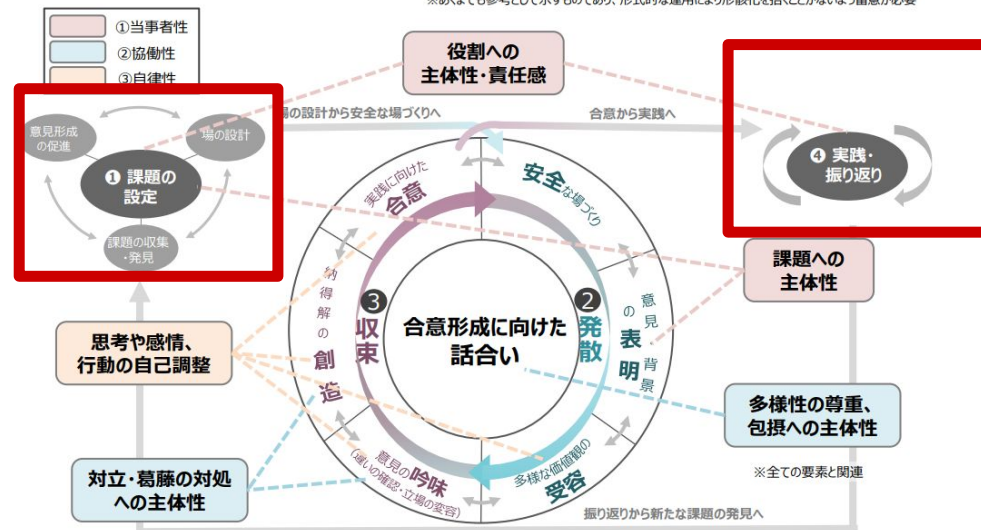 ※あくまでも参考として示すものであり、形式的な運用により形骸化を招くことがないよう留意が必要
①当事者性
②協働性
③自律性
役割への
主体性・責任感
場の設計から安全な場づくりへ
合意から実践へ
意見形成
の促進
場の設計
❶ 課題の
設定
課題の収集
・発見
❹ 実践・
振り返り
実践に向けた
合意
安全な場づくり
課題への
主体性
納得解の
創造
❸
収束
合意形成に向けた
話合い
❷
発散
意見・背景
の表明
思考や感情、
行動の自己調整
多様性の尊重、
包摂への主体性
※全ての要素と関連
対立・葛藤の対処
への主体性
意見の吟味
(違いの確認・立場の変容)
多様な価値観の
受容
振り返りから新たな課題の発見へ